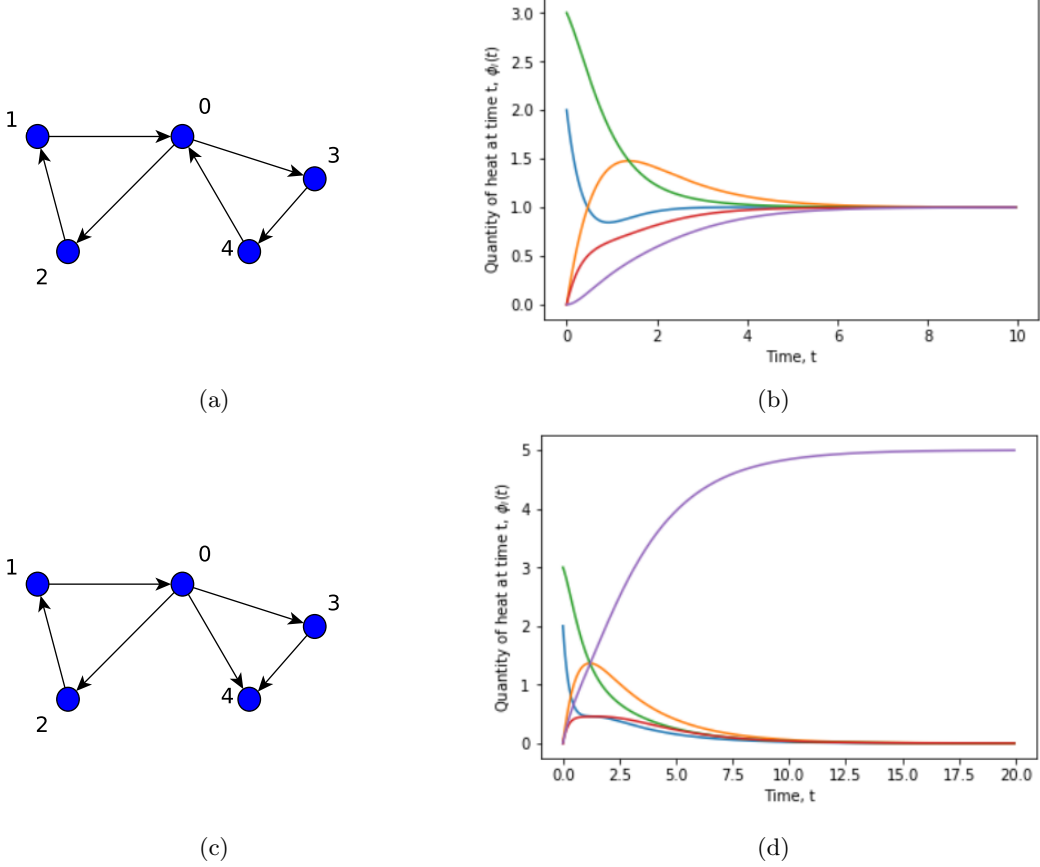 1
0
3
2
4
(a)
Quantity of heat at time t, ϕᵢ(t)
3.0
2.5
2.0
1.5
1.0
0.5
0.0
0 2 4 6 8 10
Time, t
(b)
1
0
3
2
4
(c)
Quantity of heat at time t, ϕᵢ(t)
5
4
3
2
1
0
0.0 2.5 5.0 7.5 10.0 12.5 15.0 17.5 20.0
Time, t
(d)